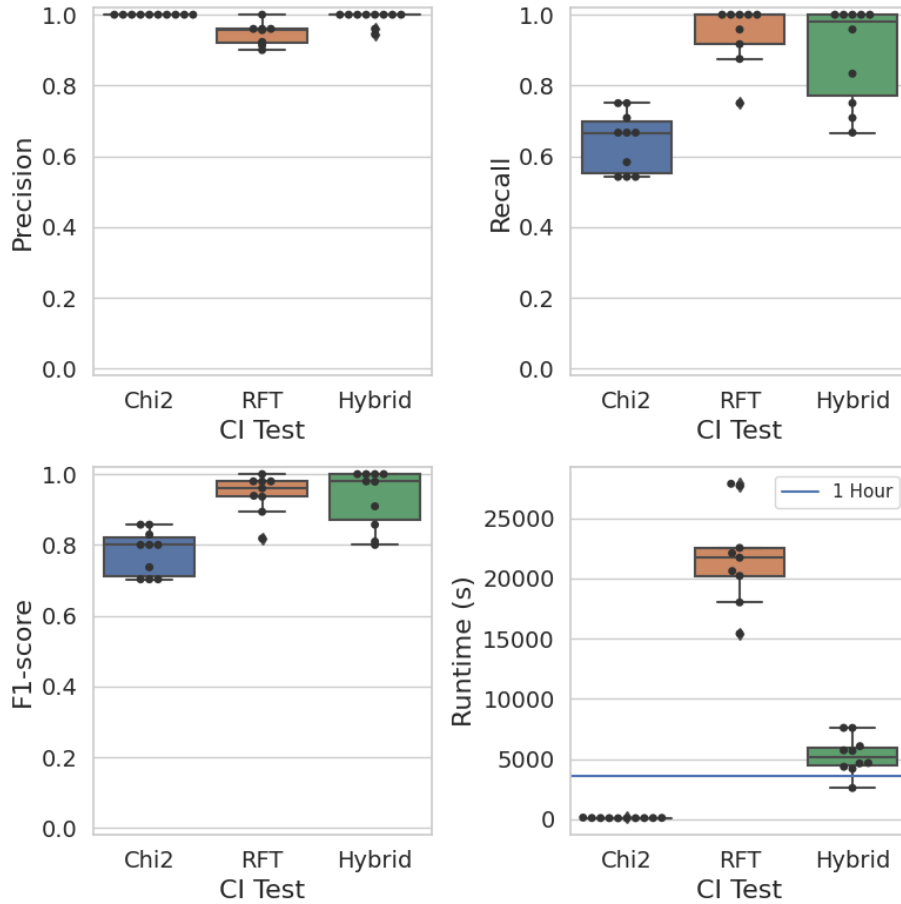 Precision
1.0
0.8
0.6
0.4
0.2
0.0
Chi2 RFT Hybrid
CI Test
Recall
1.0
0.8
0.6
0.4
0.2
0.0
Chi2 RFT Hybrid
CI Test
F1-score
1.0
0.8
0.6
0.4
0.2
0.0
Chi2 RFT Hybrid
CI Test
Runtime (s)
1 Hour
25000
20000
15000
10000
5000
0
Chi2 RFT Hybrid
CI Test